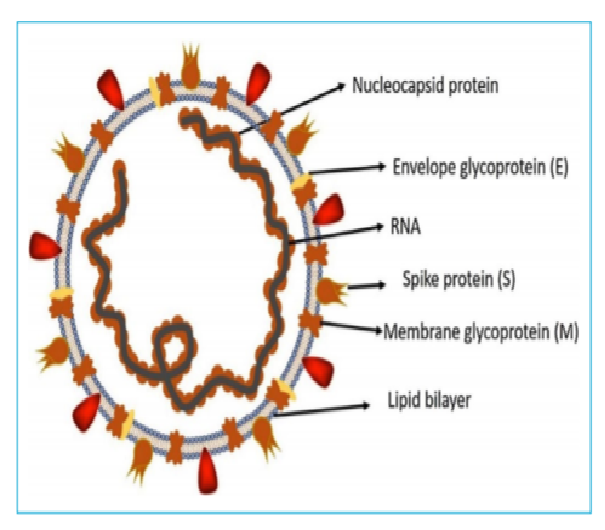 Nucleocapsid protein
Envelope glycoprotein (E)
RNA
Spike protein (S)
Membrane glycoprotein (M)
Lipid bilayer